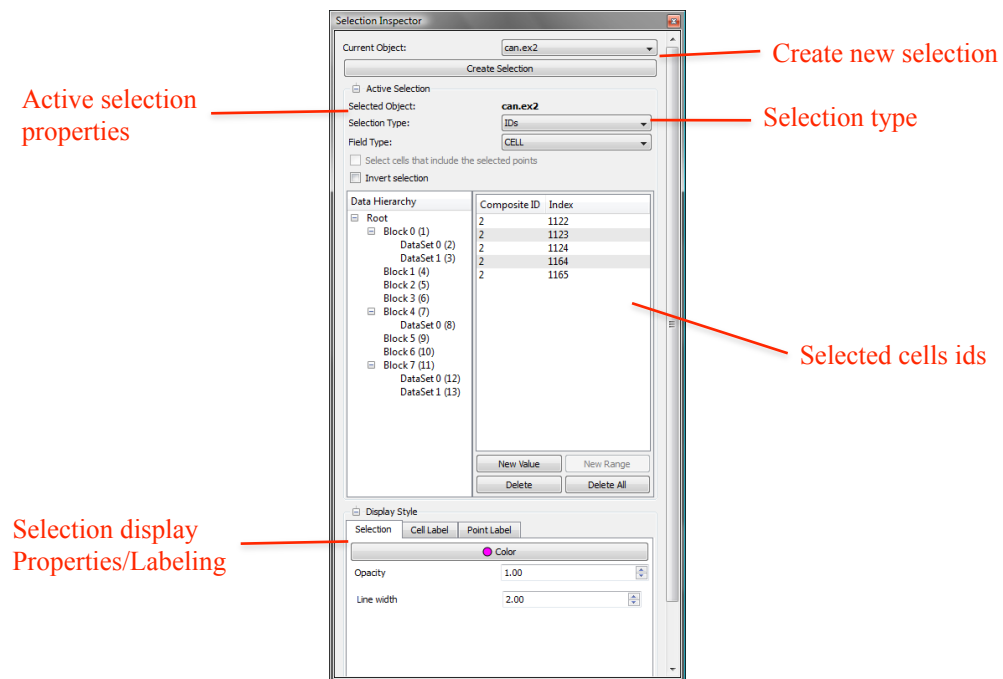 Selection Inspector
Current Object: can.ex2
Create new selection
Create Selection
Active Selection
Active selection
properties
Selected Object: can.ex2
Selection Type: IDs
Selection type
Field Type: CELL
Select cells that include the selected points
Invert selection
Data Hierarchy
Root
Block 0 (1)
DataSet 0 (2)
DataSet 1 (3)
Block 1 (4)
Block 2 (5)
Block 3 (6)
Block 4 (7)
DataSet 0 (8)
Block 5 (9)
Block 6 (10)
Block 7 (11)
DataSet 0 (12)
DataSet 1 (13)
Composite ID Index
2 1122
2 1123
2 1124
2 1164
2 1165
Selected cells ids
New Value New Range
Delete Delete All
Display Style
Selection display
Properties/Labeling
Selection Cell Label Point Label
Color
Opacity 1.00
Line width 2.00